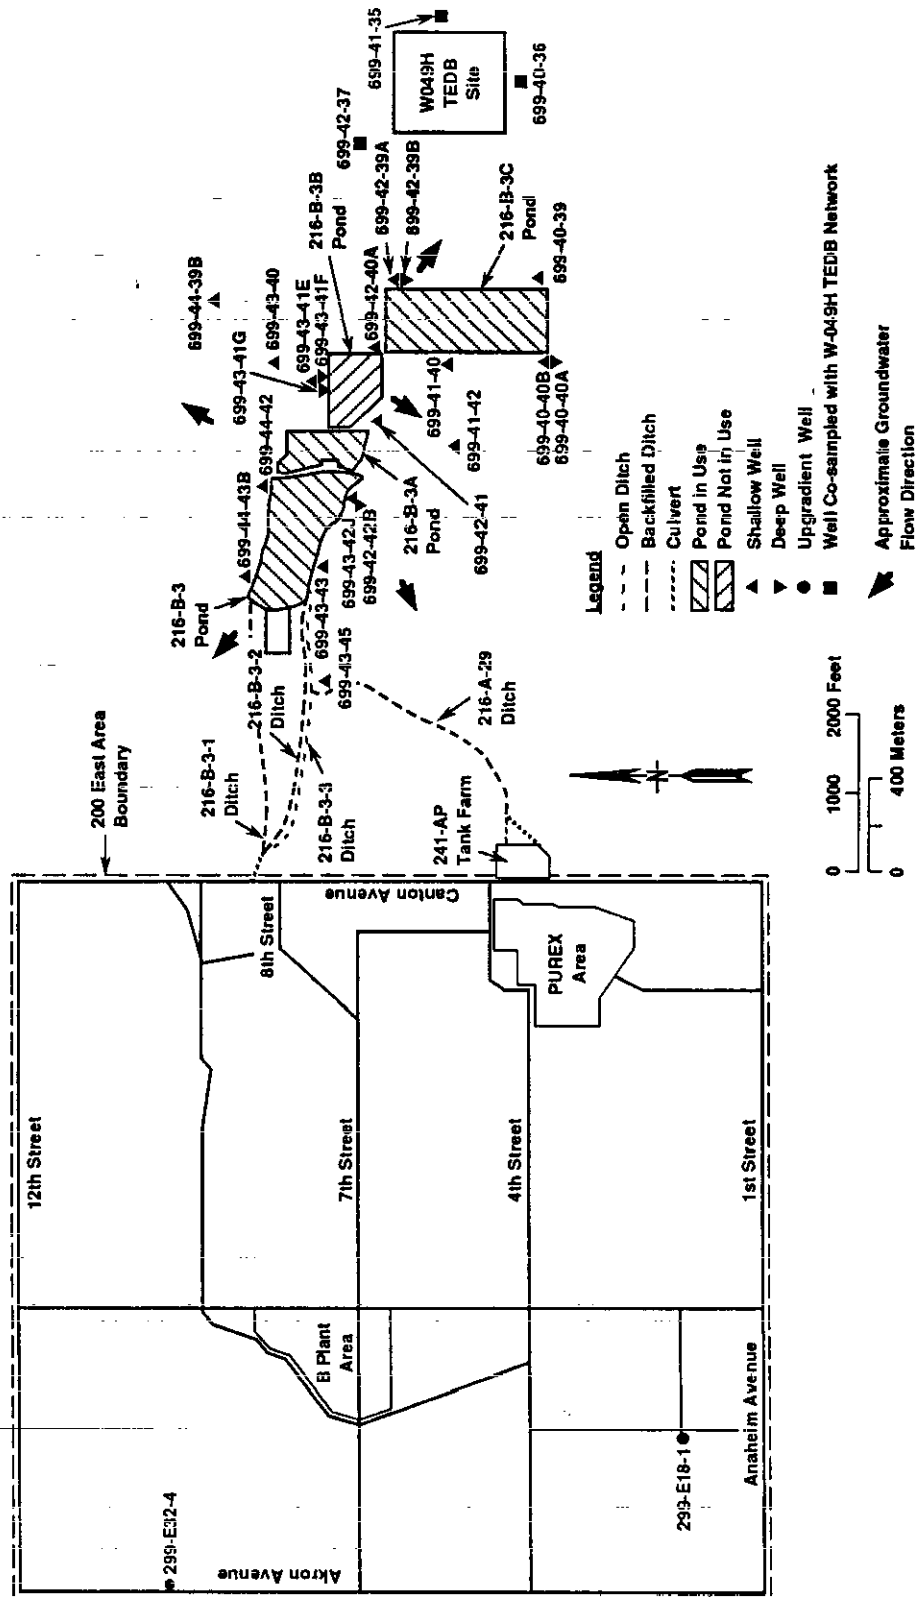 12th Street
8th Street
Canton Avenue
7th Street
4th Street
1st Street
PUREX
Area
B Plant
Area
Akron Avenue
Anaheim Avenue
299-E32-4
299-E18-1
200 East Area
Boundary
216-B-3-1
Ditch
216-B-3-2
Ditch
216-B-3-3
Ditch
241-AP
Tank Farm
216-A-29
Ditch
216-B-3
Pond
699-44-43B
699-44-42
699-43-41G
699-44-39B
699-43-40
699-43-41E
699-43-41F
216-B-3B
Pond
699-42-40A
699-42-37
699-42-39A
699-42-39B
699-41-35
W049H
TEDB
Site
699-40-36
216-B-3C
Pond
699-40-39
699-43-45
699-43-43
699-43-42J
699-42-42B
216-B-3A
Pond
699-42-41
699-41-42
699-41-40
699-40-40B
699-40-40A
Legend
Open Ditch
Backfilled Ditch
Culvert
Pond in Use
Pond Not in Use
Shallow Well
Deep Well
Upgradient Well
Well Co-sampled with W-049H TEDB Network
Approximate Groundwater
Flow Direction
N
0 1000 2000 Feet
0 400 Meters